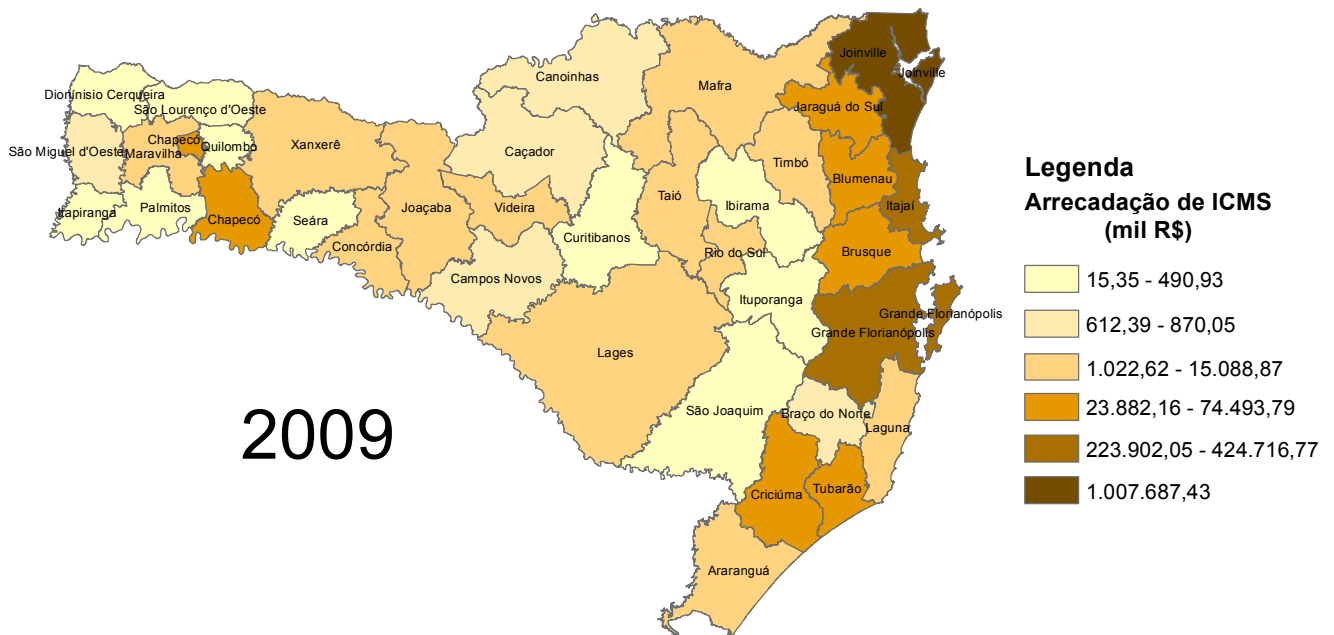 Joinville
Joinville
Canoinhas
Mafra
Dionínisio Cerqueira
São Lourenço d'Oeste
Jaraguá do Sul
Chapecó
Quilombo
Xanxerê
São Miguel d'Oeste
Maravilha
Caçador
Timbó
Blumenau
Taió
Ibirama
Itajaí
Itapiranga
Palmitos
Chapecó
Seára
Joaçaba
Videira
Curitibanos
Concórdia
Rio do Sul
Brusque
Campos Novos
Ituporanga
Grande Florianópolis
Grande Florianópolis
Lages
São Joaquim
Braço do Norte
Laguna
Criciúma
Tubarão
Araranguá
2009
Legenda
Arrecadação de ICMS
(mil R$)
15,35 - 490,93
612,39 - 870,05
1.022,62 - 15.088,87
23.882,16 - 74.493,79
223.902,05 - 424.716,77
1.007.687,43